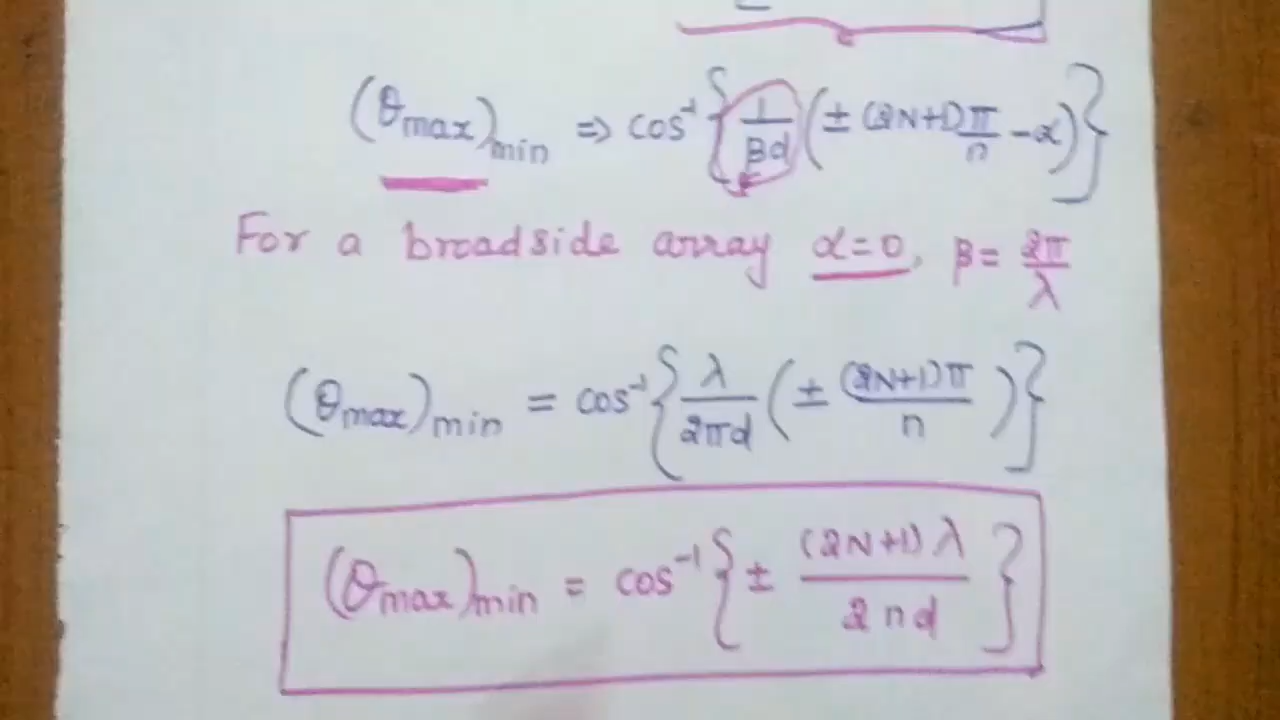 (θmax)min ⇒ cos⁻¹ { 1/βd ( ± (2N+1) π/n − α ) }
For a broadside array α=0, β = 2π/λ
(θmax)min = cos⁻¹ { λ/2πd ( ± (2N+1)π/n ) }
(θmax)min = cos⁻¹ { ± (2N+1) λ/2nd }